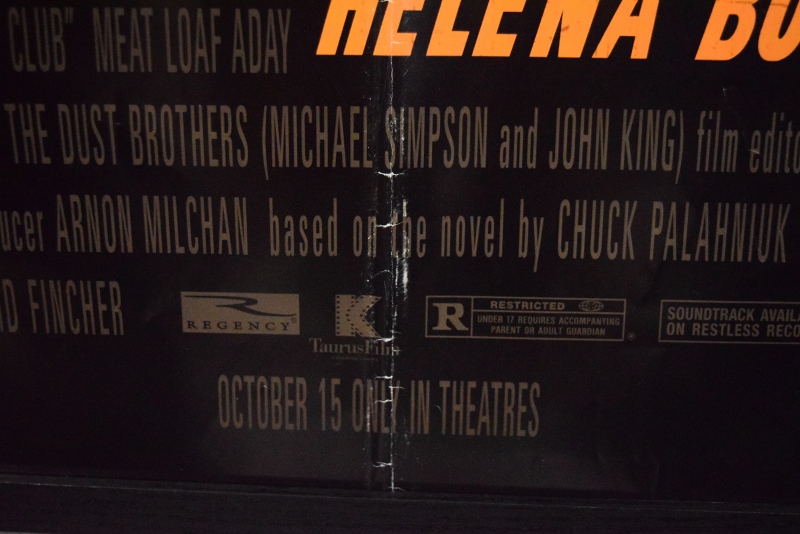 HELENA BO
CLUB" MEAT LOAF ADAY
THE DUST BROTHERS (MICHAEL SIMPSON and JOHN KING) film edito
ucer ARNON MILCHAN based on the novel by CHUCK PALAHNIUK
ID FINCHER
REGENCY®
TaurusFilm
R
RESTRICTED
UNDER 17 REQUIRES ACCOMPANYING
PARENT OR ADULT GUARDIAN
SOUNDTRACK AVAILA
ON RESTLESS RECO
OCTOBER 15 ONLY IN THEATRES